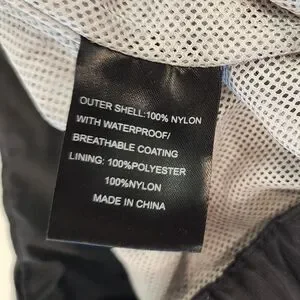 OUTER SHELL:100% NYLON
WITH WATERPROOF/
BREATHABLE COATING
LINING: 100%POLYESTER
100%NYLON
MADE IN CHINA